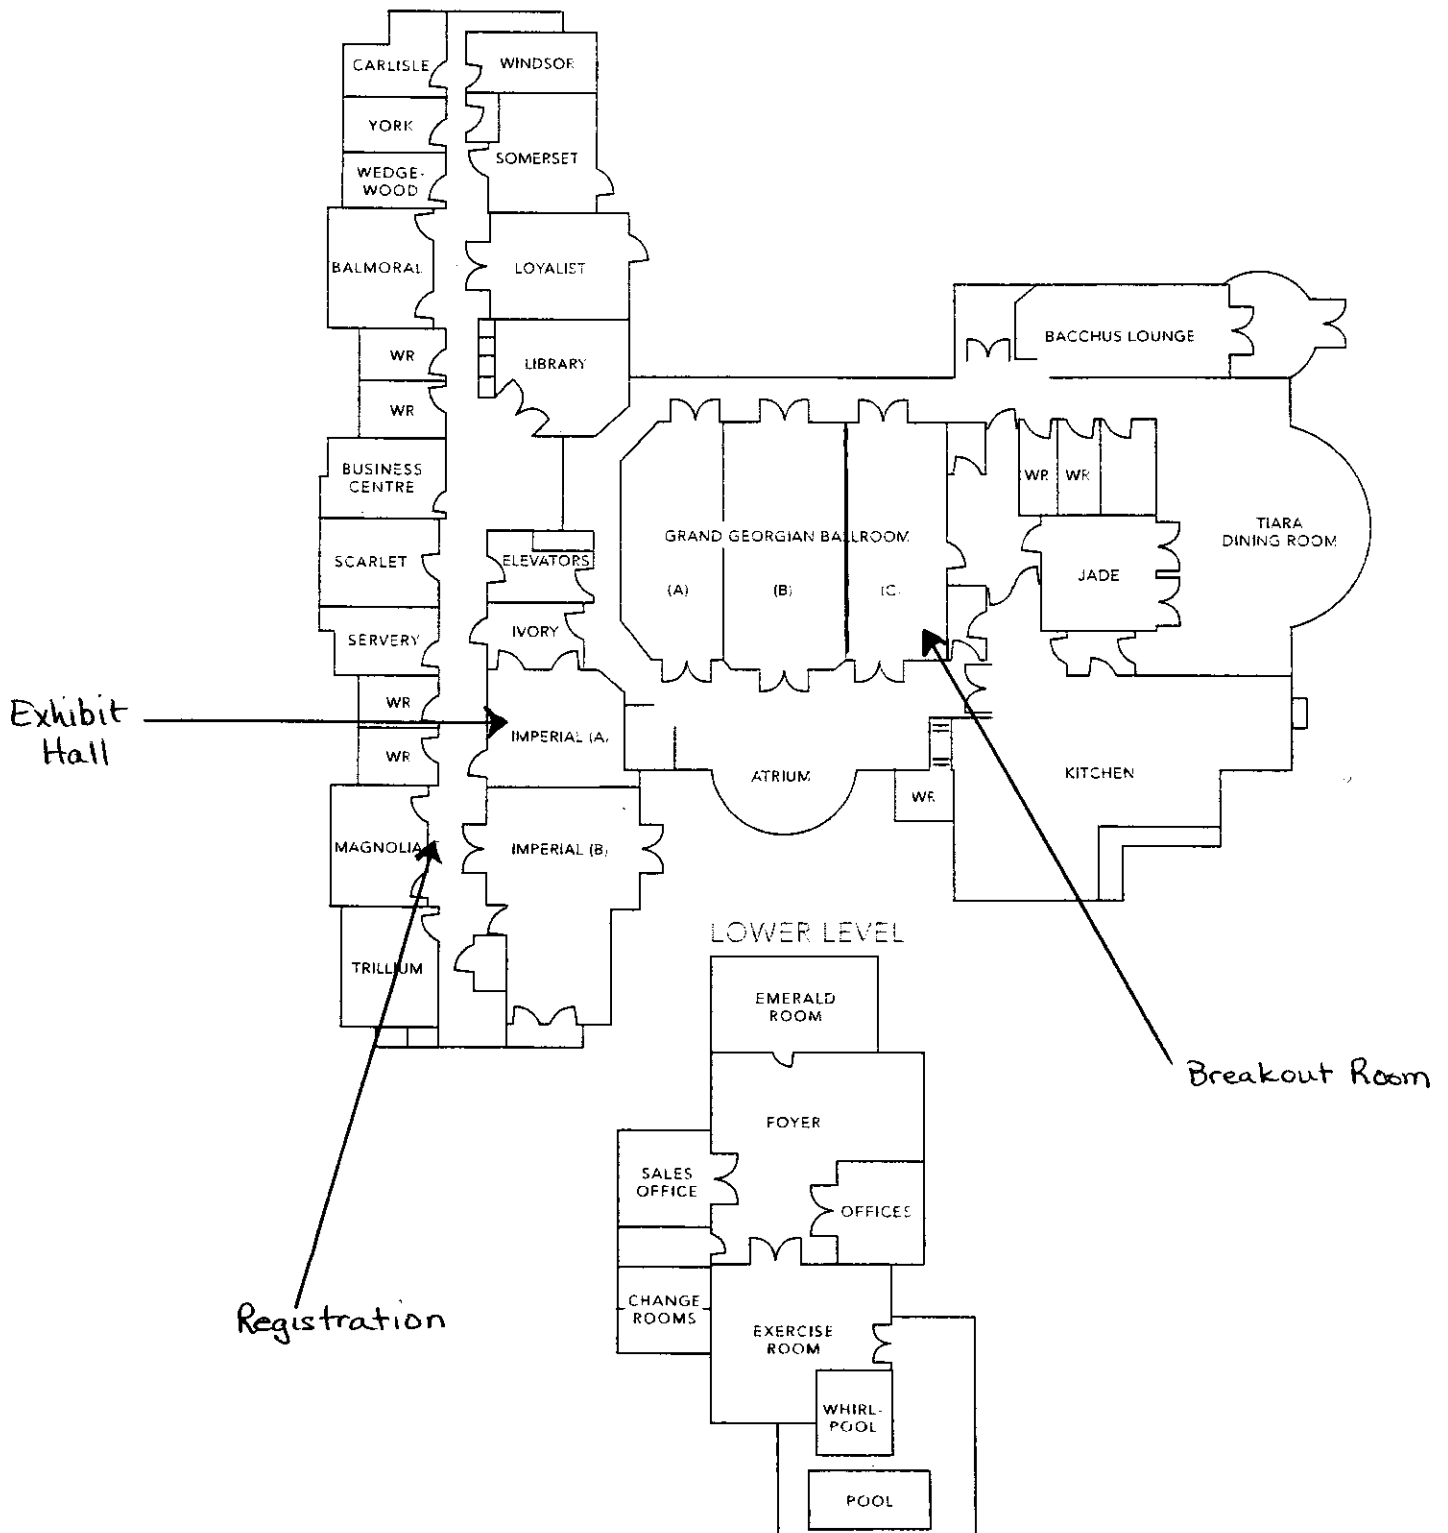 CARLISLE
WINDSOR
YORK
SOMERSET
WEDGE-
WOOD
BALMORAL
LOYALIST
WR
LIBRARY
BACCHUS LOUNGE
WR
BUSINESS
CENTRE
WR
WR
GRAND GEORGIAN BALLROOM
(A)
(B)
(C)
TIARA
DINING ROOM
SCARLET
ELEVATORS
JADE
SERVERY
IVORY
Exhibit
Hall
WR
IMPERIAL (A)
WR
ATRIUM
KITCHEN
WR
MAGNOLIA
IMPERIAL (B)
TRILLIUM
LOWER LEVEL
EMERALD
ROOM
Breakout Room
FOYER
SALES
OFFICE
OFFICES
CHANGE
ROOMS
Registration
EXERCISE
ROOM
WHIRL-
POOL
POOL